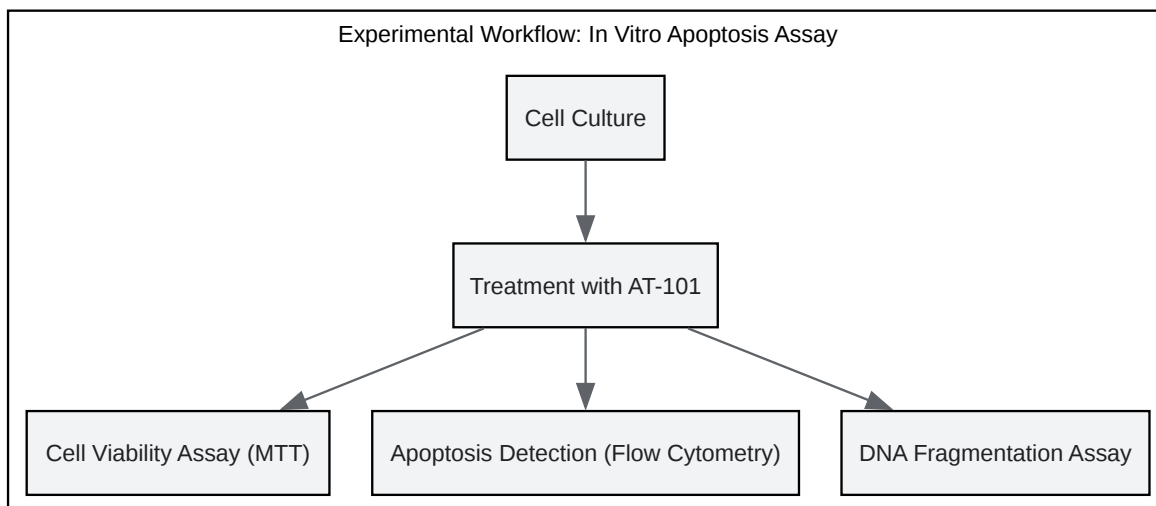 Experimental Workflow: In Vitro Apoptosis Assay
Cell Culture
Treatment with AT-101
Cell Viability Assay (MTT)
Apoptosis Detection (Flow Cytometry)
DNA Fragmentation Assay